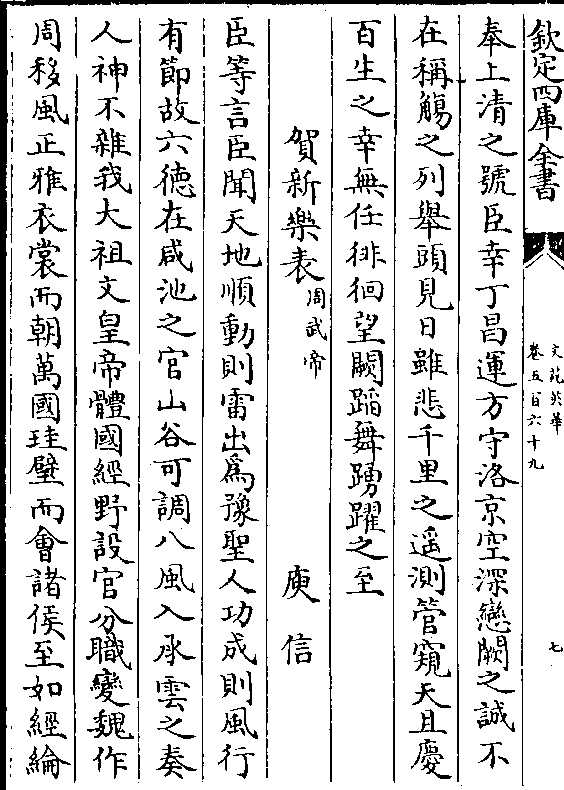 欽定四庫全書
文苑英華
卷五百六十九
七
奉上清之號臣幸丁昌運方守洛京空深戀闕之誠不
在稱觴之列舉頭見日雖悲千里之遥測管窺天且慶
百生之幸無任徘徊望闕蹈舞踴躍之至
賀新樂表周武帝 庾信
臣等言臣聞天地順動則雷出為豫聖人功成則風行
有節故六德在咸池之官山谷可調八風入承雲之奏
人神不雜我大祖文皇帝體國經野設官分職變魏作
周移風正雅衣裳而朝萬國珪璧而會諸侯至如經綸